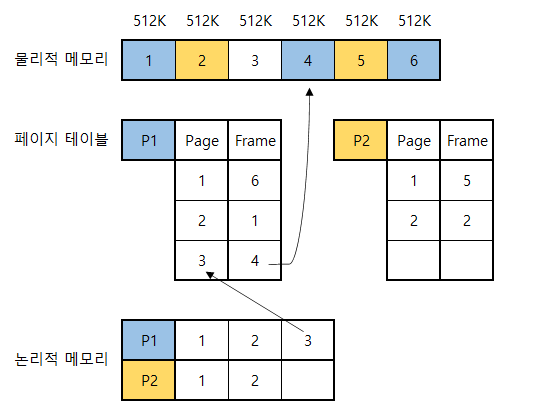 512K 512K 512K 512K 512K 512K
물리적 메모리 1 2 3 4 5 6
페이지 테이블 P1 Page Frame P2 Page Frame
1 6 1 5
2 1 2 2
3 4
P1 1 2 3
논리적 메모리
P2 1 2